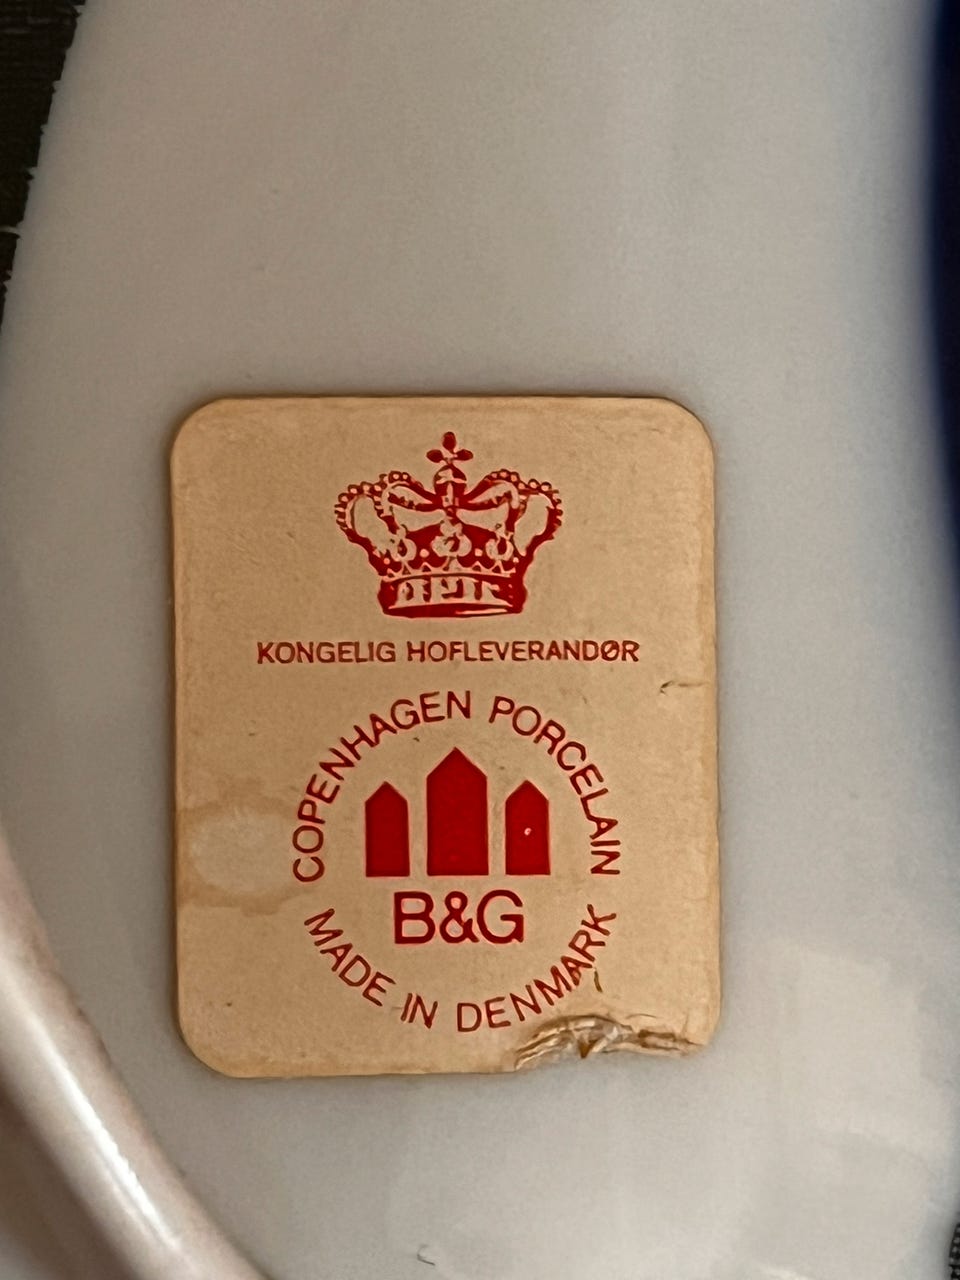 KONGELIG HOFLEVERANDØR
COPENHAGEN PORCELAIN
B&G
MADE IN DENMARK